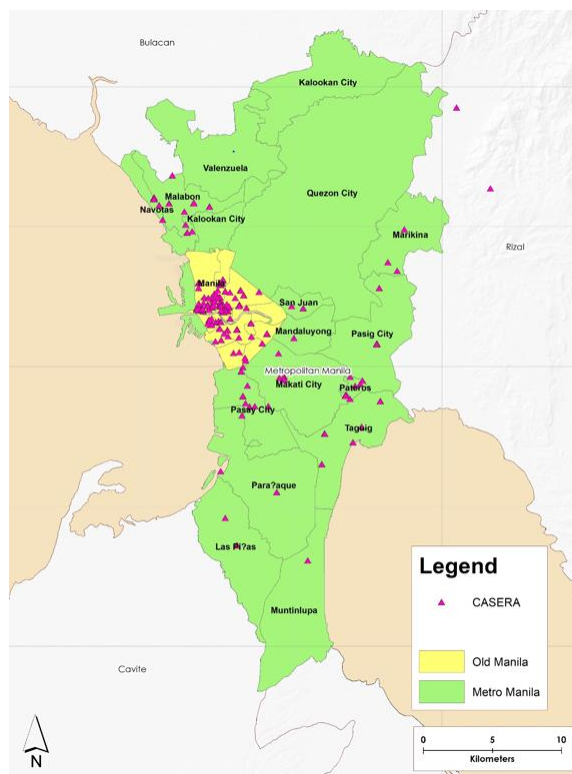 Bulacan
Kalookan City
Valenzuela
Quezon City
Malabon
Navotas
Kalookan City
Marikina
Rizal
Manila
San Juan
Mandaluyong
Pasig City
Metropolitan Manila
Makati City
Pateros
Pasay City
Taguig
Para?aque
Las Pi?as
Muntinlupa
Cavite
Legend
CASERA
Old Manila
Metro Manila
N
0 5 10
Kilometers